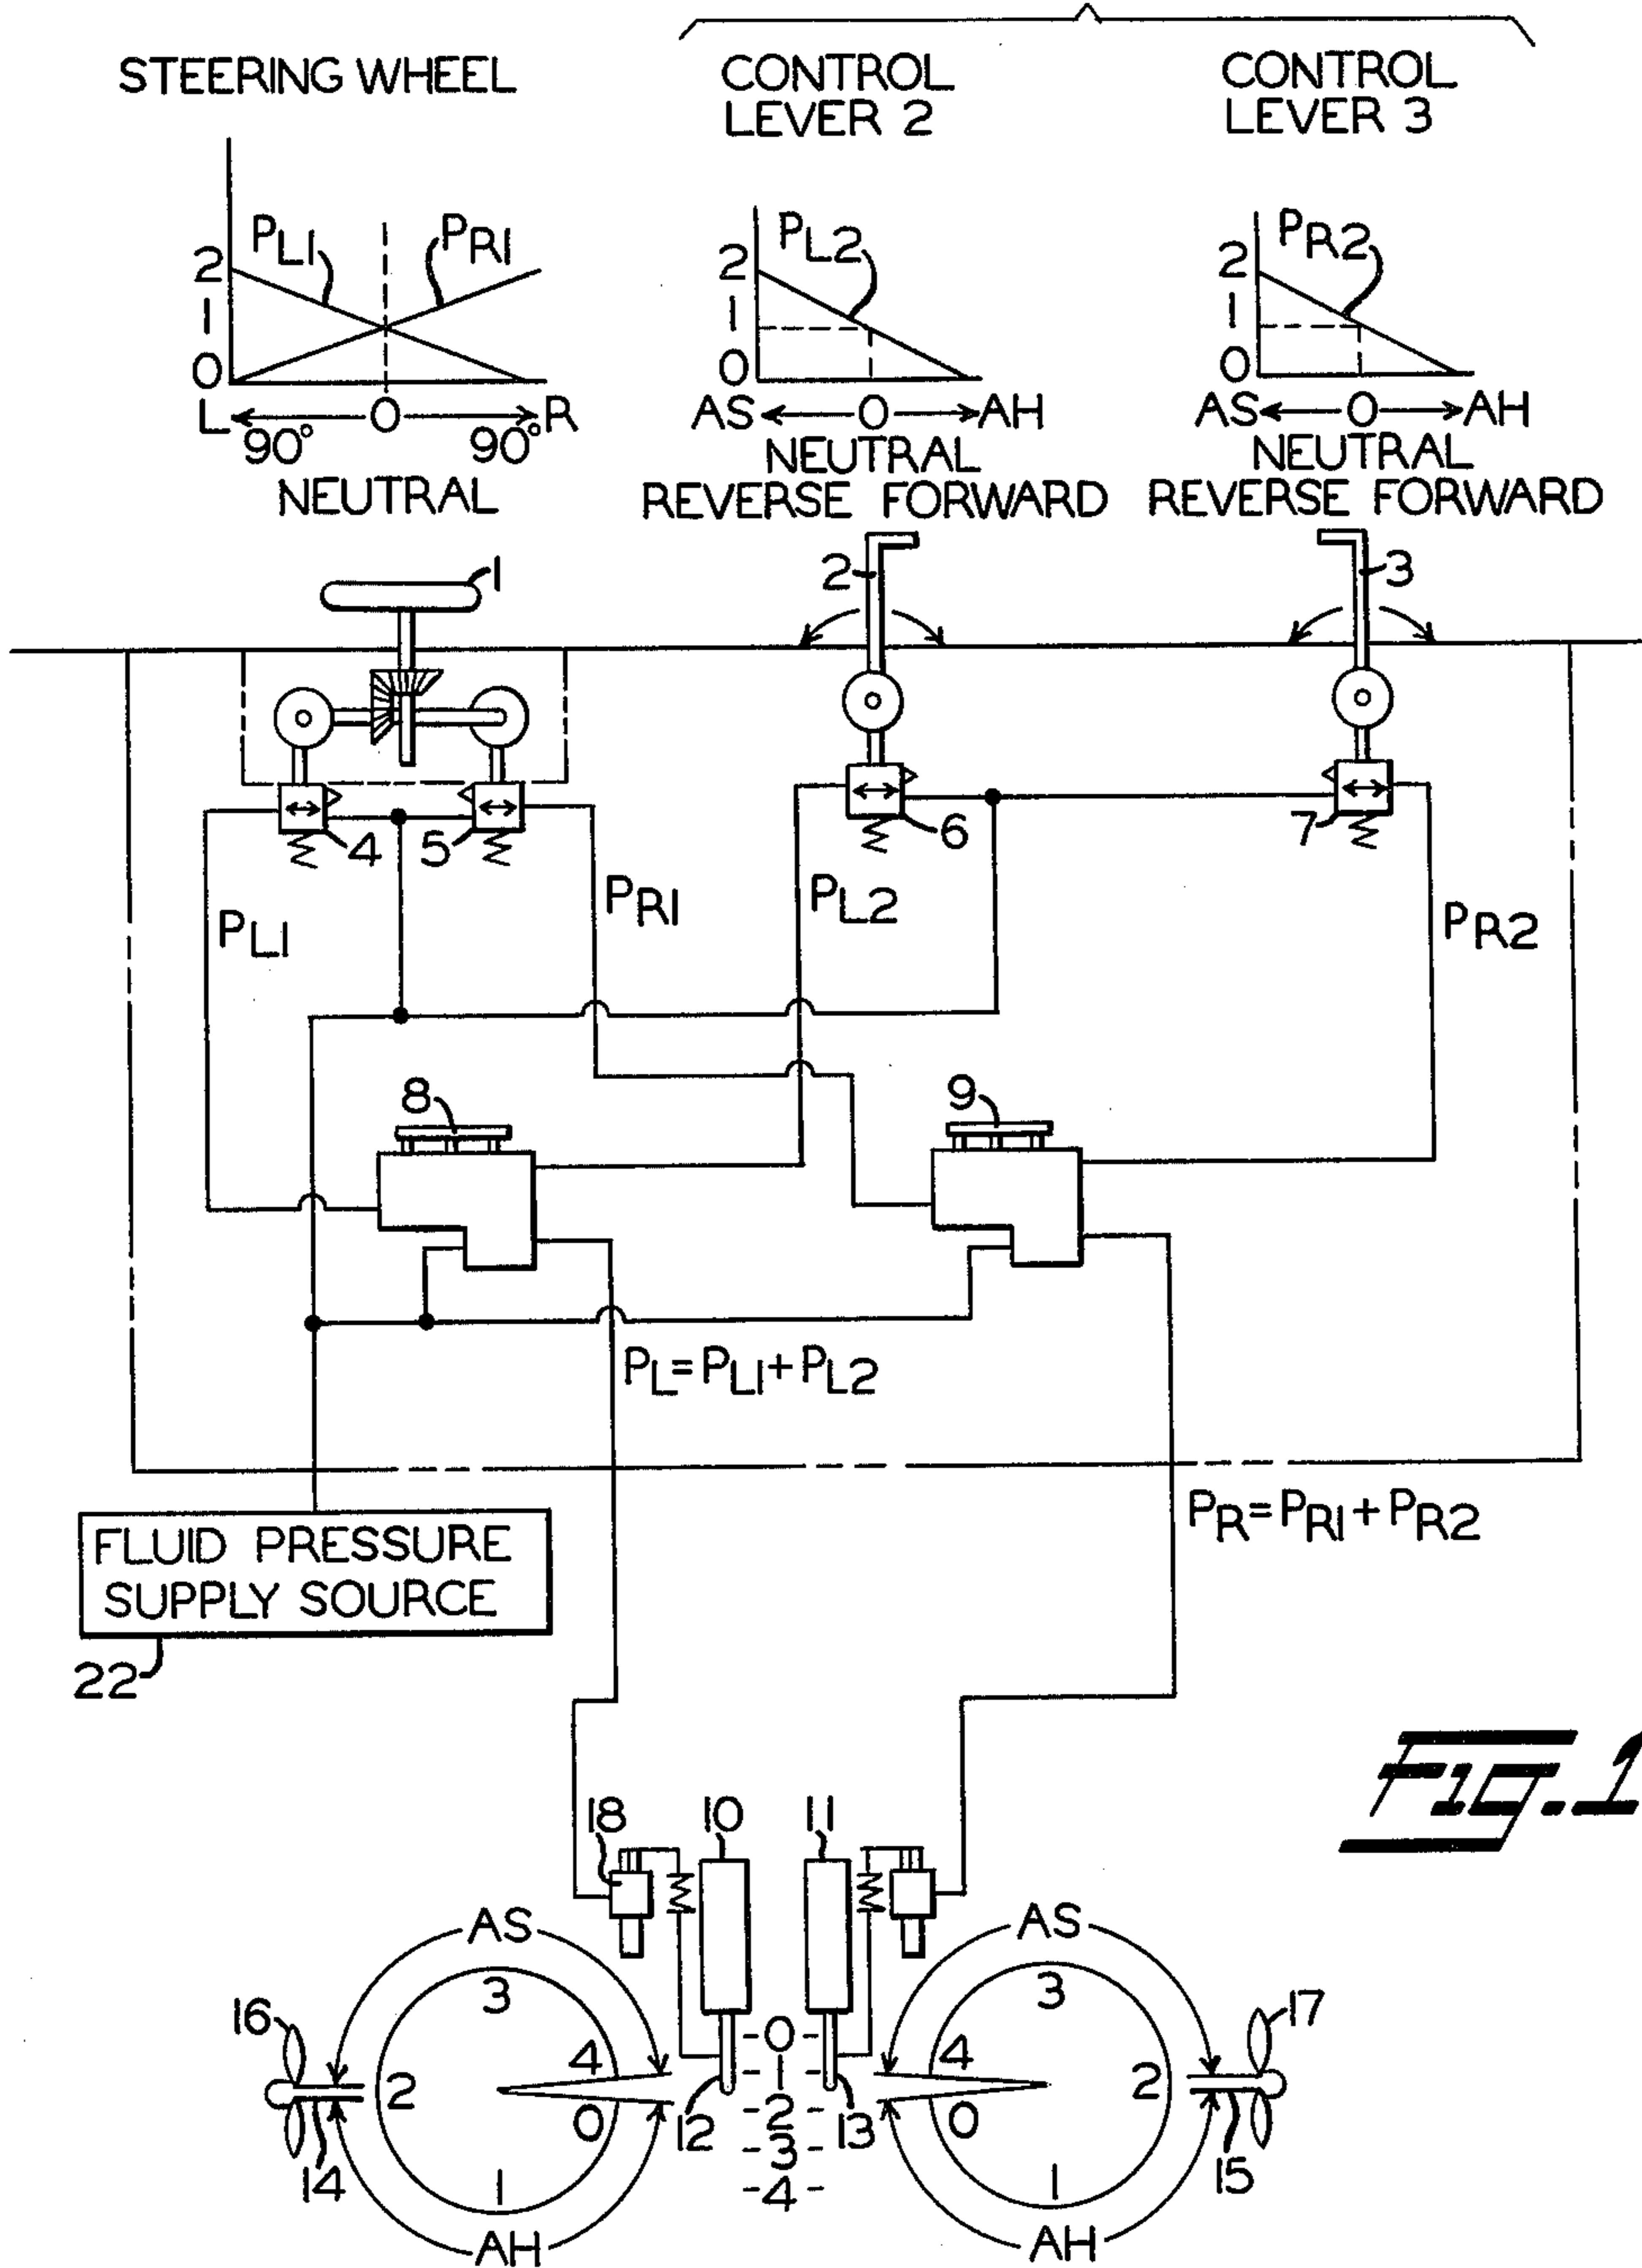 STEERING WHEEL
CONTROL
LEVER 2
CONTROL
LEVER 3
PL1
PR1
2
1
0
L
0
R
90°
90°
NEUTRAL
PL2
2
1
0
AS
0
AH
NEUTRAL
REVERSE FORWARD
PR2
2
1
0
AS
0
AH
NEUTRAL
REVERSE FORWARD
1
2
3
4
5
6
7
PL1
PR1
PL2
PR2
8
9
PL=PL1+PL2
PR=PR1+PR2
FLUID PRESSURE
SUPPLY SOURCE
22
Fig.1
18
10
11
AS
AS
16
3
4
2
0
1
14
AH
12
-0-
-1-
-2-
-3-
-4-
13
3
4
2
0
1
17
15
AH